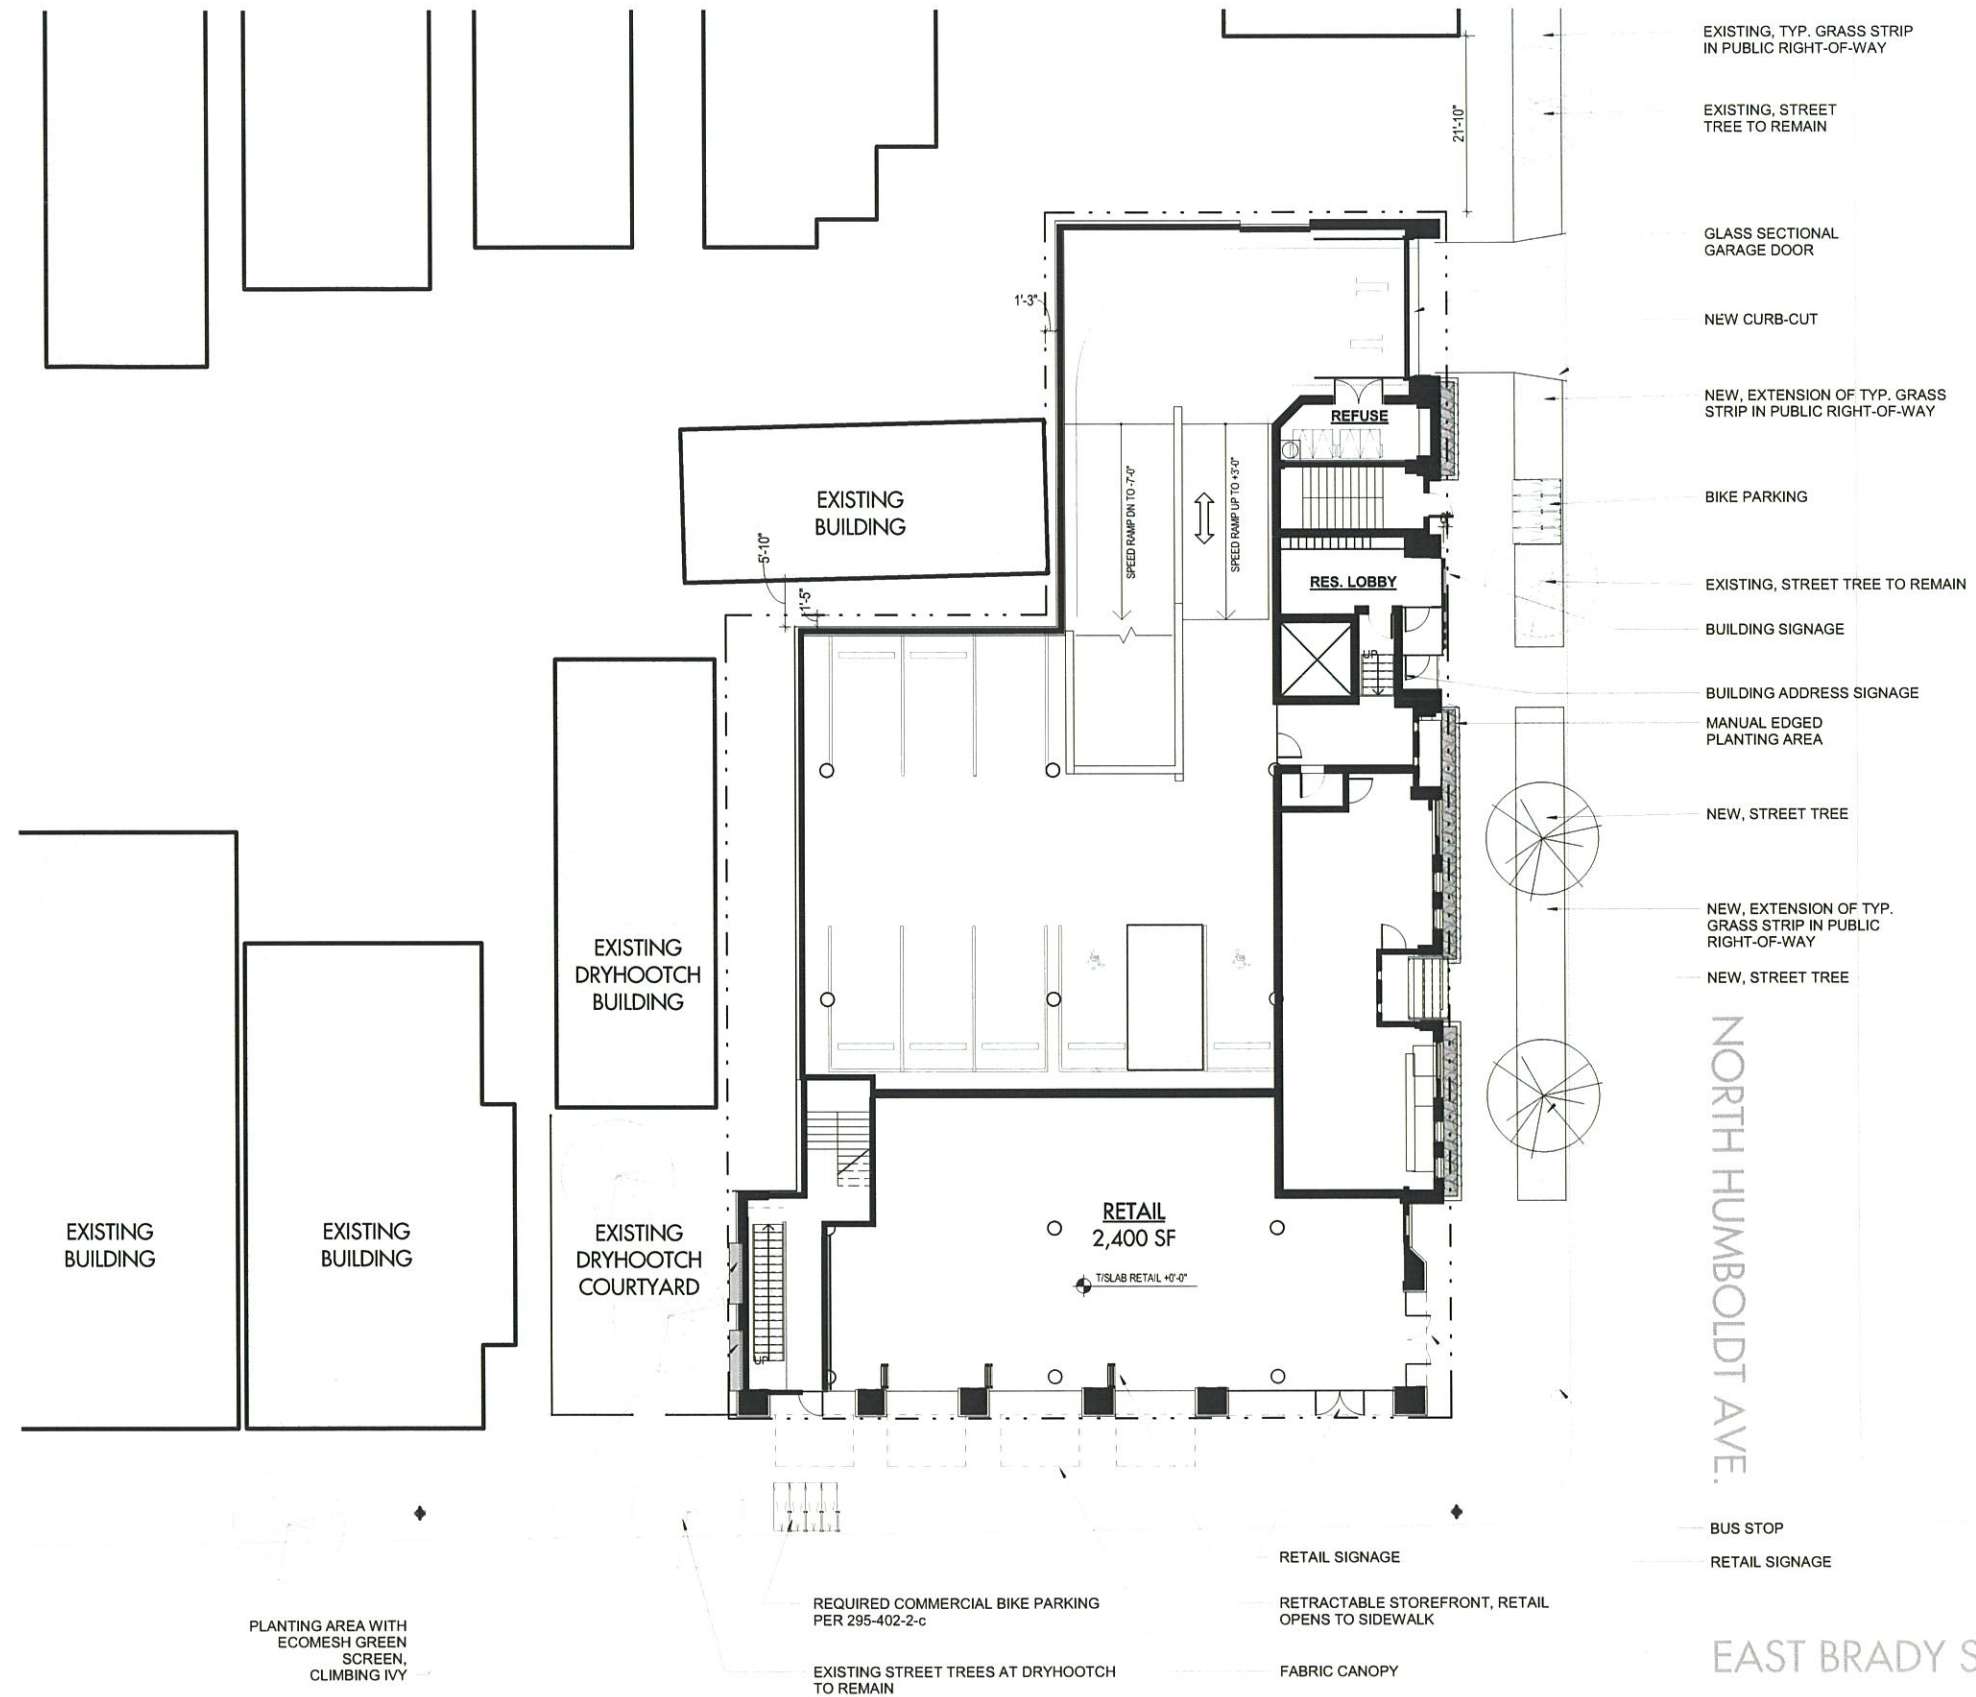 EXISTING, TYP. GRASS STRIP
IN PUBLIC RIGHT-OF-WAY
EXISTING, STREET
TREE TO REMAIN
21'-10"
GLASS SECTIONAL
GARAGE DOOR
1'-3"
NEW CURB-CUT
NEW, EXTENSION OF TYP. GRASS
STRIP IN PUBLIC RIGHT-OF-WAY
REFUSE
SPEED RAMP DN TO -7'-0"
SPEED RAMP UP TO +3'-0"
EXISTING
BUILDING
BIKE PARKING
5'-10"
1'-5"
RES. LOBBY
EXISTING, STREET TREE TO REMAIN
BUILDING SIGNAGE
UP
BUILDING ADDRESS SIGNAGE
MANUAL EDGED
PLANTING AREA
NEW, STREET TREE
NEW, EXTENSION OF TYP.
GRASS STRIP IN PUBLIC
RIGHT-OF-WAY
EXISTING
DRYHOOTCH
BUILDING
NEW, STREET TREE
NORTH HUMBOLDT AVE.
EXISTING
BUILDING
EXISTING
BUILDING
EXISTING
DRYHOOTCH
COURTYARD
RETAIL
2,400 SF
T/SLAB RETAIL +0'-0"
UP
BUS STOP
RETAIL SIGNAGE
RETAIL SIGNAGE
REQUIRED COMMERCIAL BIKE PARKING
PER 295-402-2-c
RETRACTABLE STOREFRONT, RETAIL
OPENS TO SIDEWALK
PLANTING AREA WITH
ECOMESH GREEN
SCREEN,
CLIMBING IVY
EXISTING STREET TREES AT DRYHOOTCH
TO REMAIN
FABRIC CANOPY
EAST BRADY S